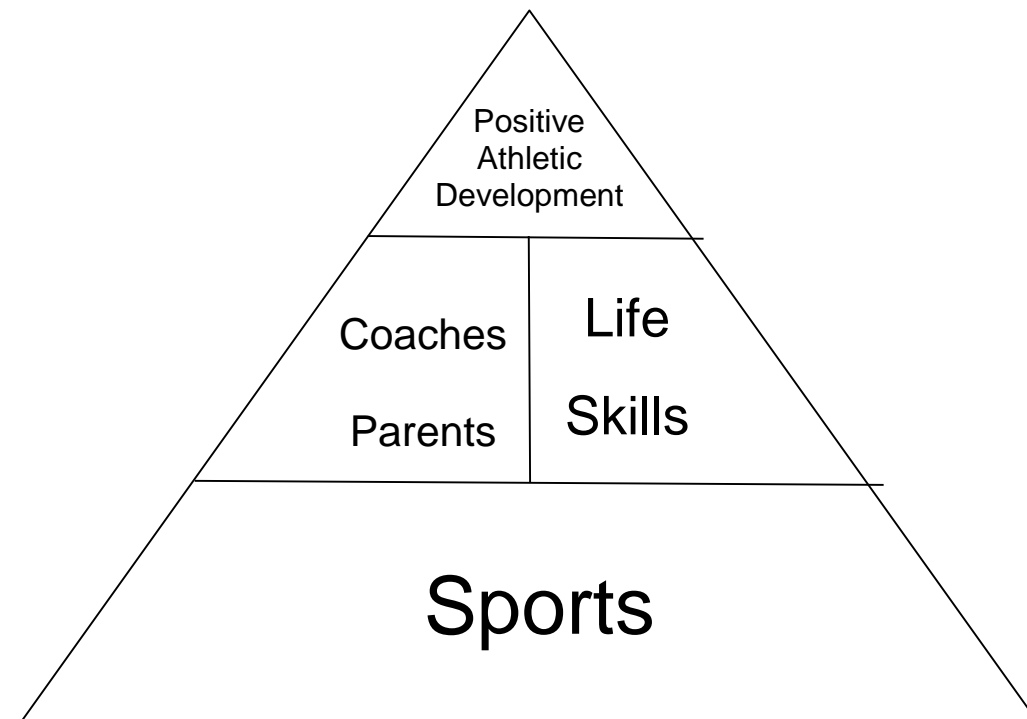 Positive
Athletic
Development
Coaches
Parents
Life
Skills
Sports